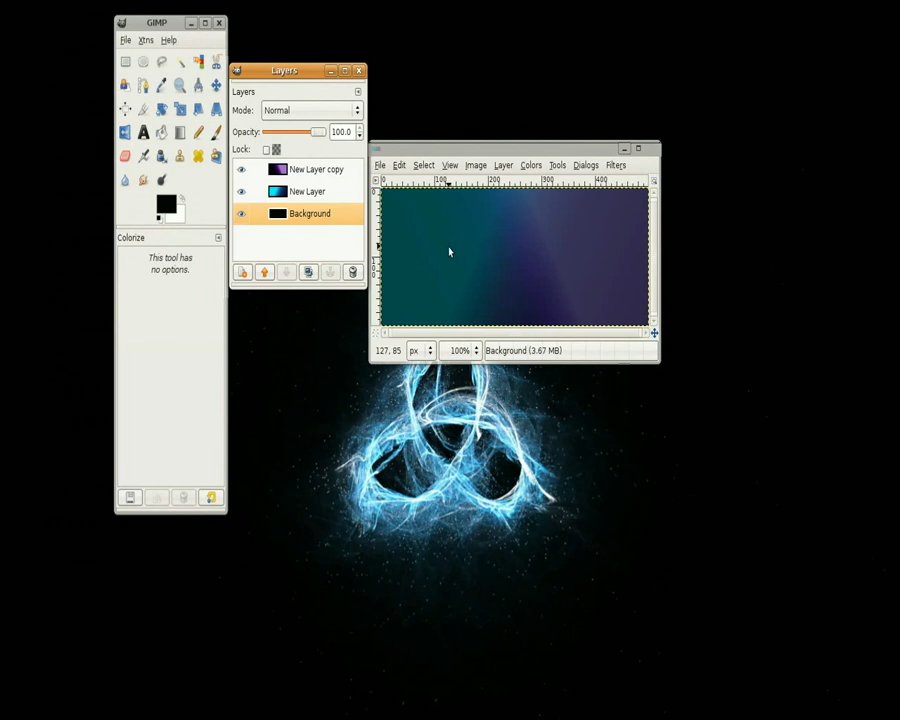 GIMP
File Xtns Help
Colorize
This tool has
no options.
Layers
Layers
Mode: Normal
Opacity: 100.0
Lock:
New Layer copy
New Layer
Background
File Edit Select View Image Layer Colors Tools Dialogs Filters
0 100 200 300 400
0
100
127, 85 px 100% Background (3.67 MB)